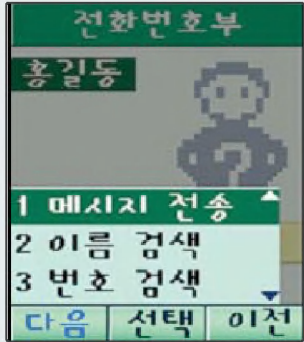 전화번호부
홍길동
1 메시지 전송
2 이름 검색
3 번호 검색
다음 선택 이전